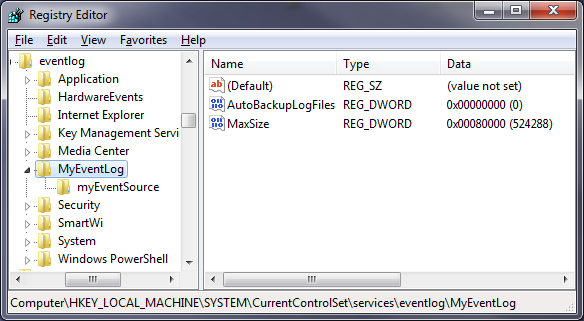 Registry Editor
File Edit View Favorites Help
eventlog
Application
HardwareEvents
Internet Explorer
Key Management Servi
Media Center
MyEventLog
myEventSource
Security
SmartWi
System
Windows PowerShell
Name Type Data
(Default) REG_SZ (value not set)
AutoBackupLogFiles REG_DWORD 0x00000000 (0)
MaxSize REG_DWORD 0x00080000 (524288)
Computer\HKEY_LOCAL_MACHINE\SYSTEM\CurrentControlSet\services\eventlog\MyEventLog